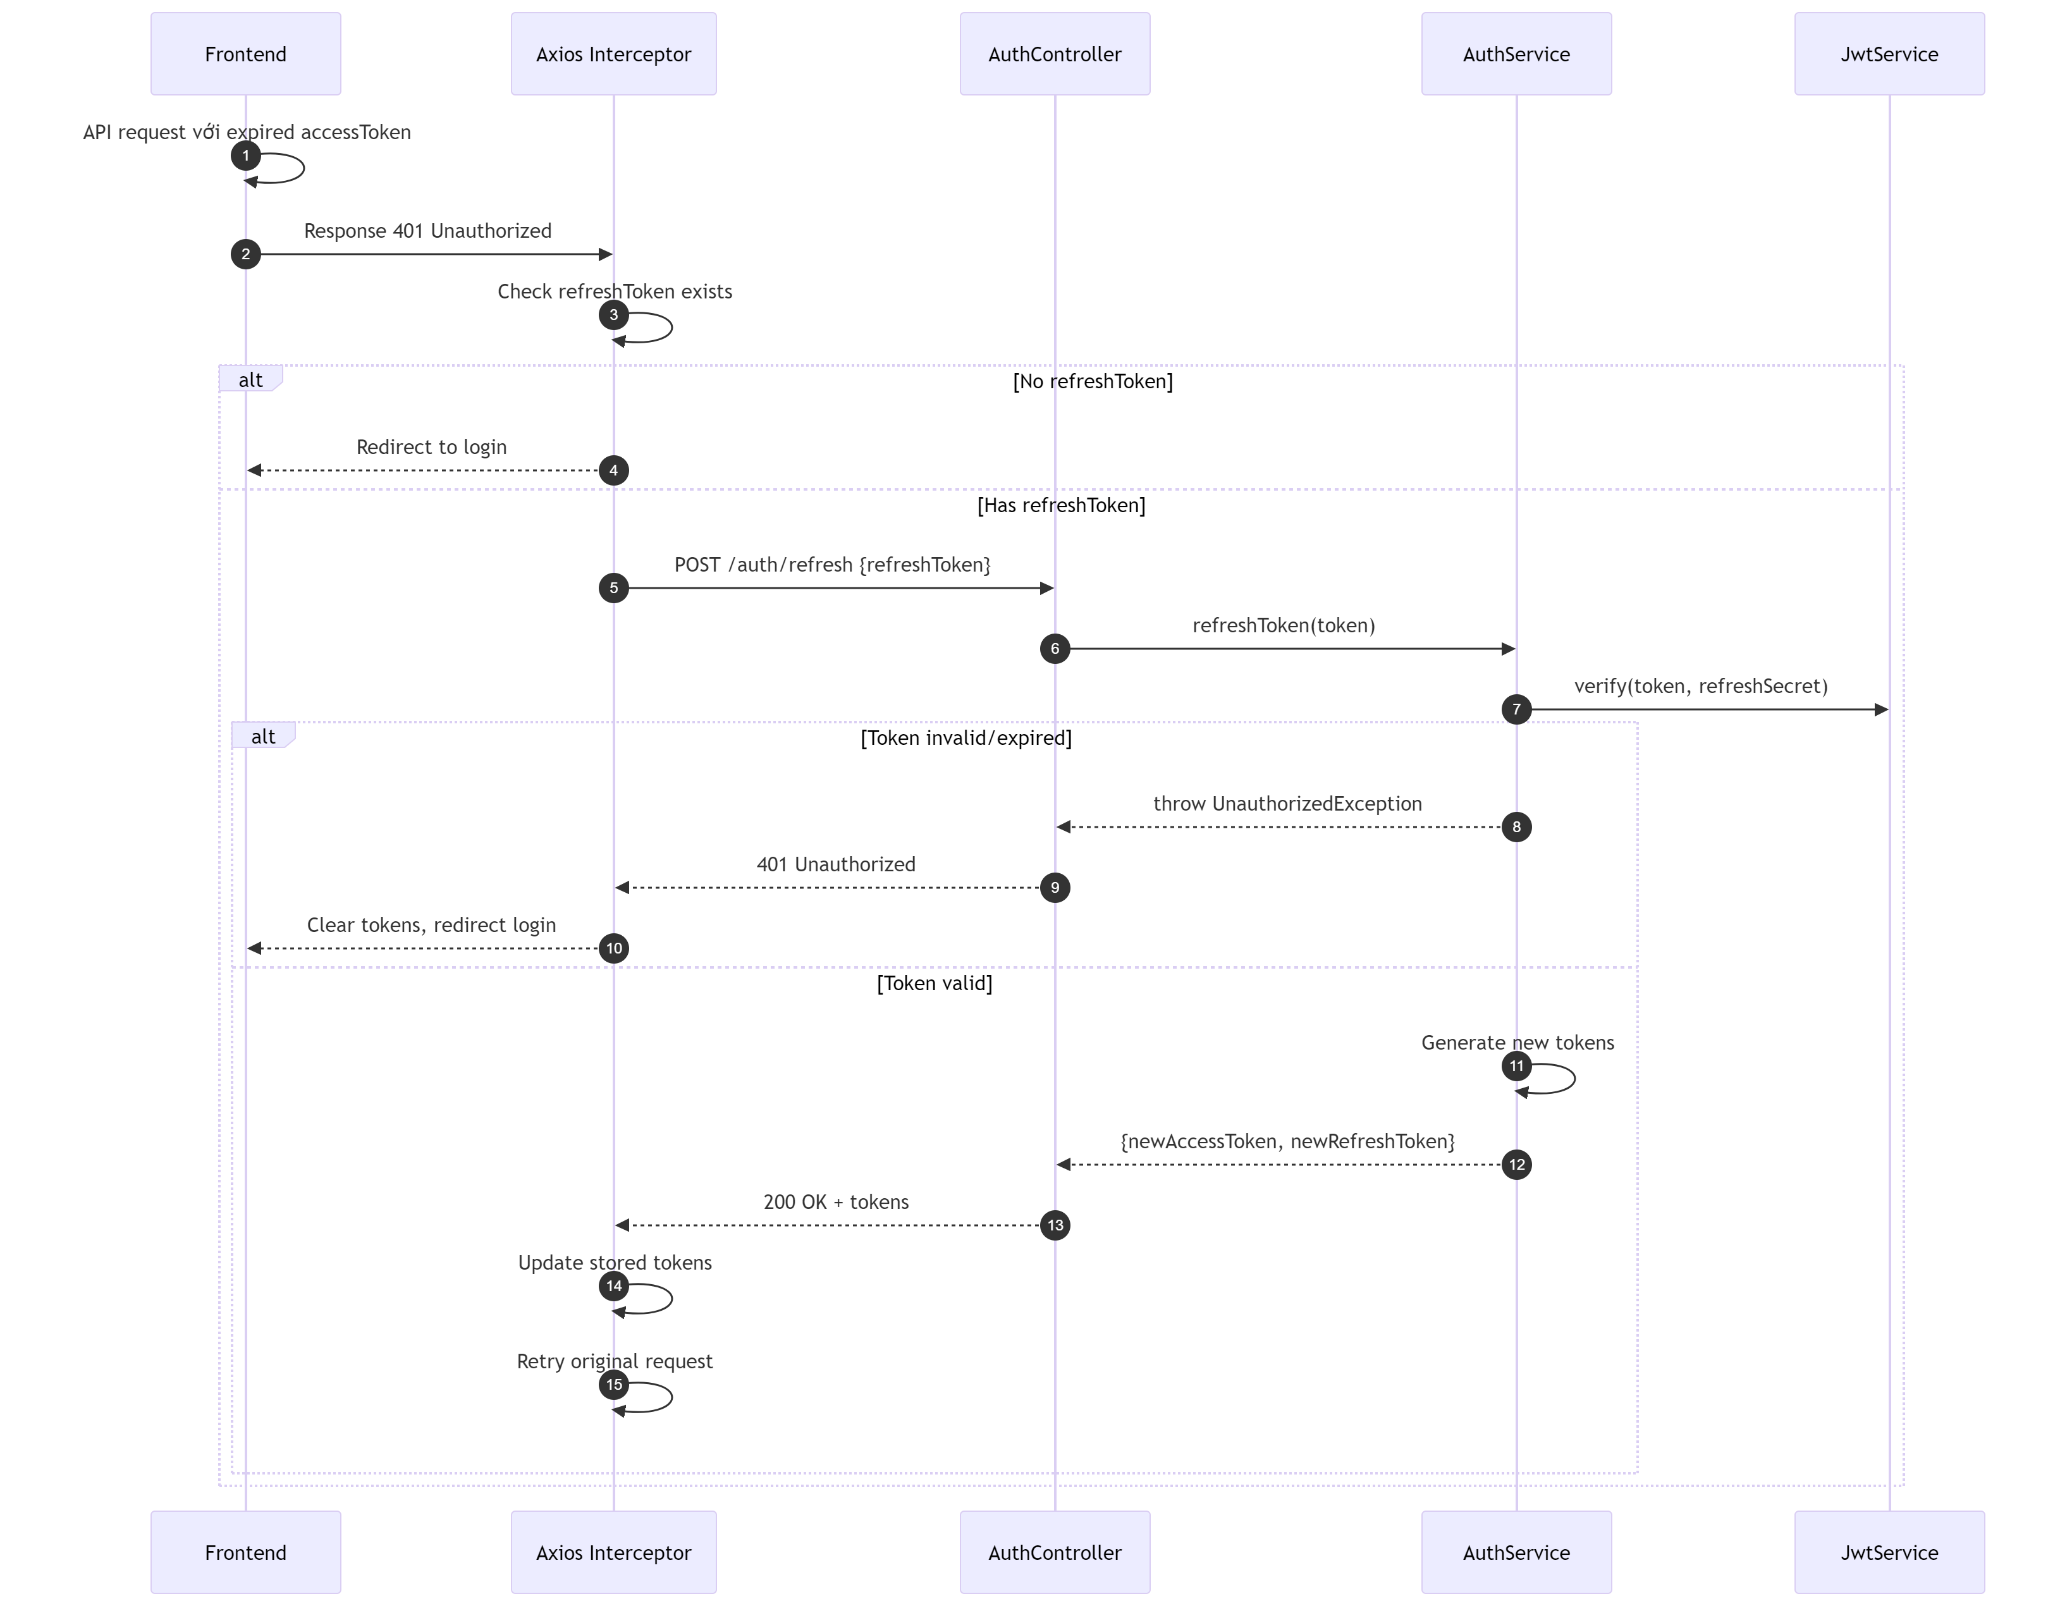 Frontend
Axios Interceptor
AuthController
AuthService
JwtService
API request với expired accessToken
1
Response 401 Unauthorized
2
Check refreshToken exists
3
alt
[No refreshToken]
Redirect to login
4
[Has refreshToken]
POST /auth/refresh {refreshToken}
5
refreshToken(token)
6
verify(token, refreshSecret)
7
alt
[Token invalid/expired]
throw UnauthorizedException
8
401 Unauthorized
9
Clear tokens, redirect login
10
[Token valid]
Generate new tokens
11
{newAccessToken, newRefreshToken}
12
200 OK + tokens
13
Update stored tokens
14
Retry original request
15
Frontend
Axios Interceptor
AuthController
AuthService
JwtService